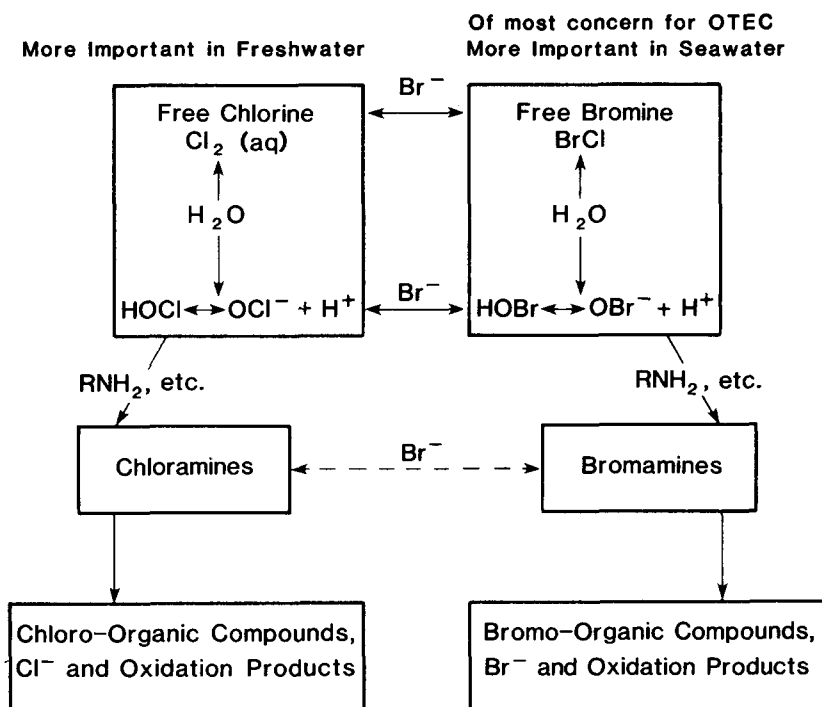 Of most concern for OTEC
More Important in Freshwater
More Important in Seawater
Br⁻
Free Chlorine
Cl₂ (aq)
H₂O
HOCl ↔ OCl⁻ + H⁺
Br⁻
Free Bromine
BrCl
H₂O
HOBr ↔ OBr⁻ + H⁺
RNH₂, etc.
RNH₂, etc.
Chloramines
Br⁻
Bromamines
Chloro-Organic Compounds,
Cl⁻ and Oxidation Products
Bromo-Organic Compounds,
Br⁻ and Oxidation Products